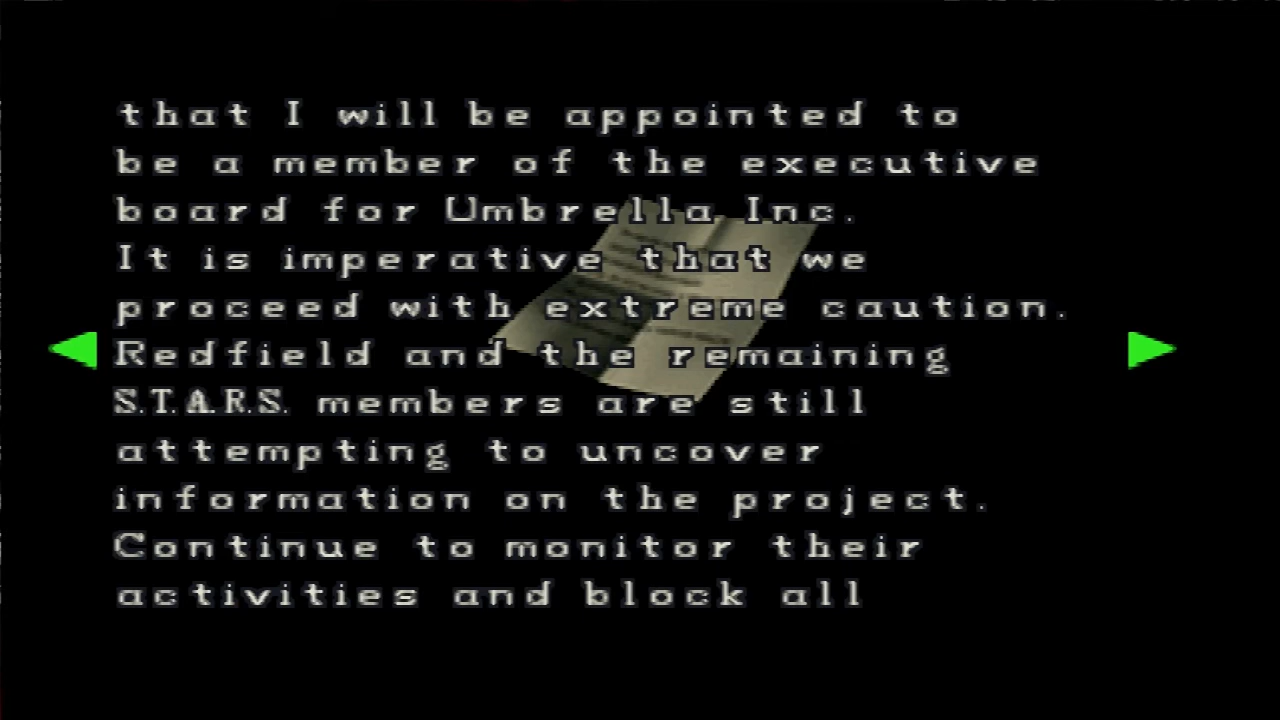 that I will be appointed to
be a member of the executive
board for Umbrella Inc.
It is imperative that we
proceed with extreme caution.
Redfield and the remaining
S.T.A.R.S. members are still
attempting to uncover
information on the project.
Continue to monitor their
activities and block all